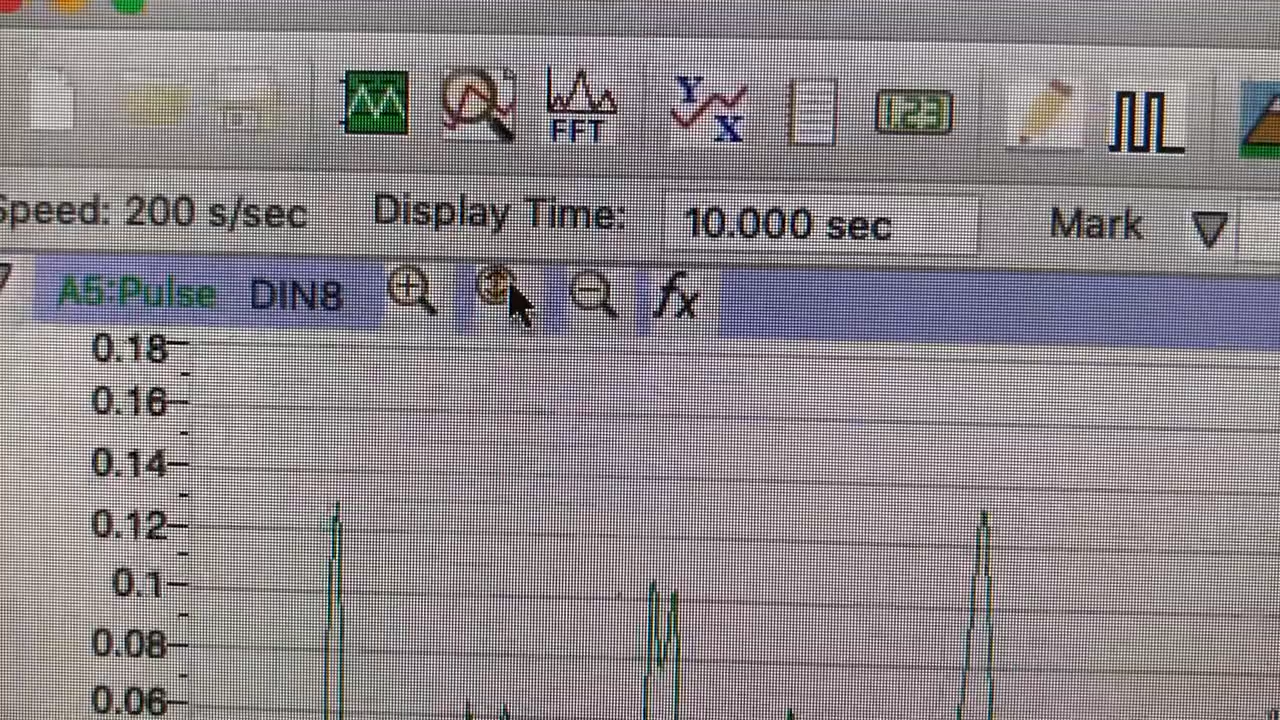 FFT
Y
X
123
Speed: 200 s/sec Display Time: 10.000 sec Mark
A5:Pulse DIN8 fx
0.18
0.16
0.14
0.12
0.1
0.08
0.06